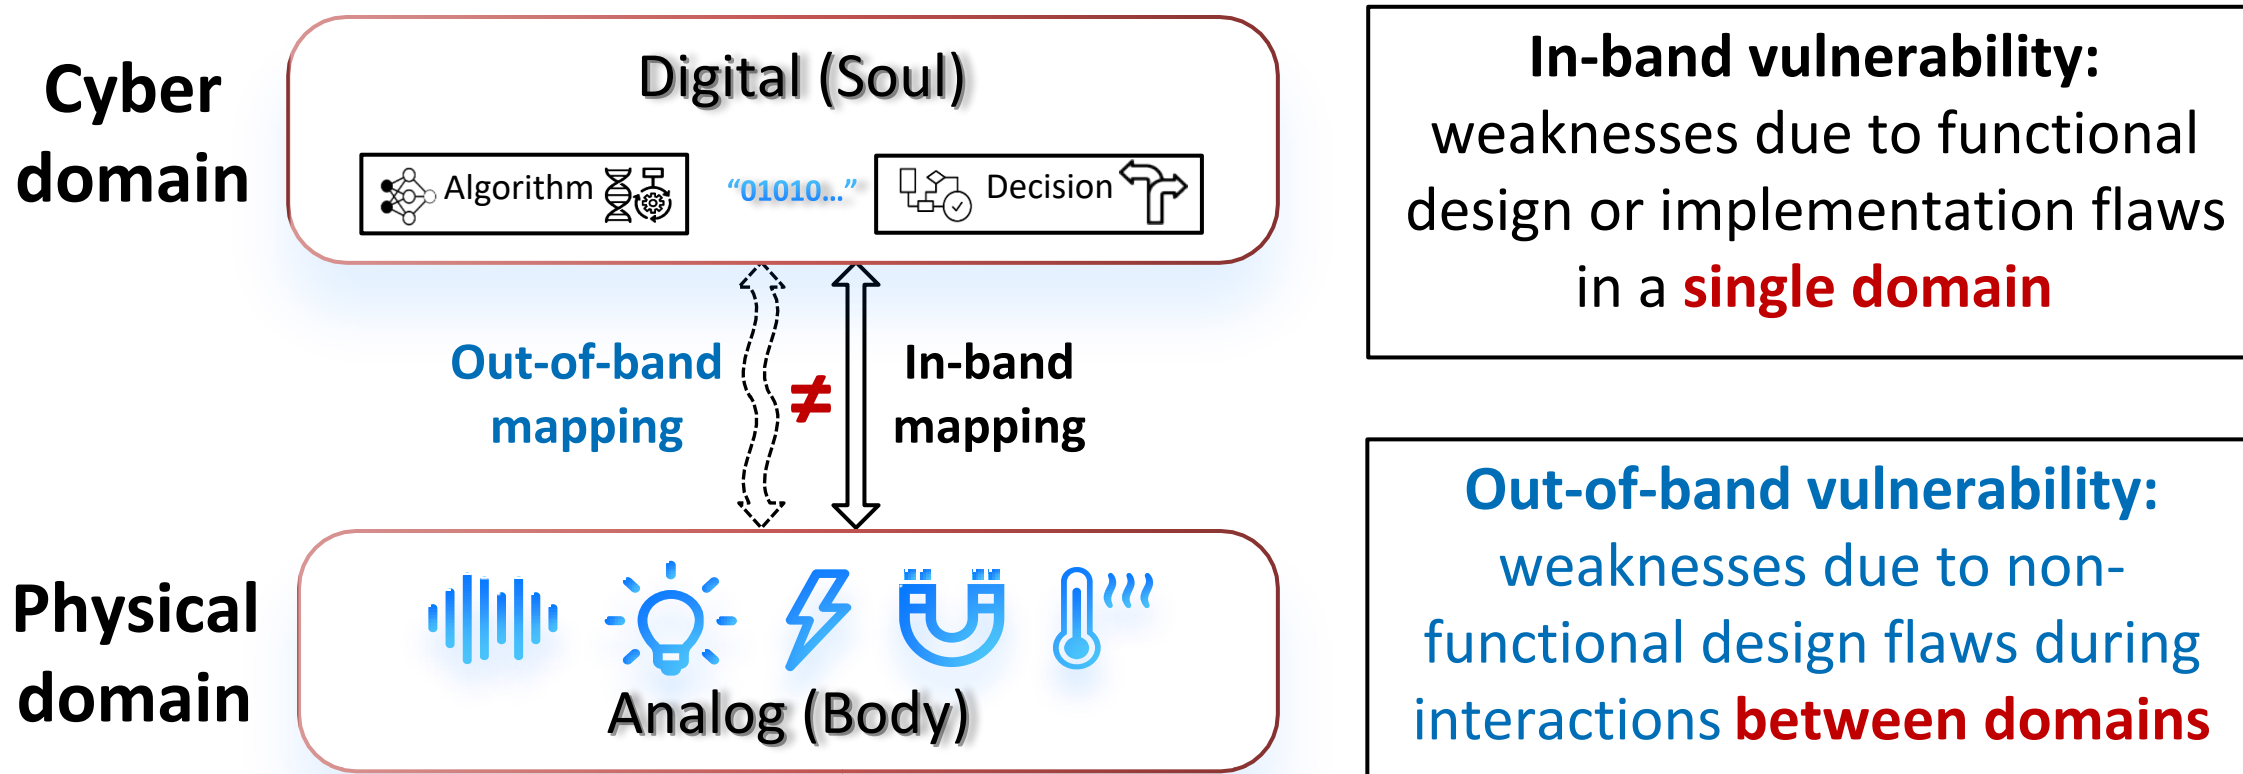 Cyber
domain
Digital (Soul)
Algorithm
“01010...”
Decision
Out-of-band
mapping
≠
In-band
mapping
Physical
domain
Analog (Body)
In-band vulnerability:
weaknesses due to functional
design or implementation flaws
in a single domain
Out-of-band vulnerability:
weaknesses due to non-
functional design flaws during
interactions between domains